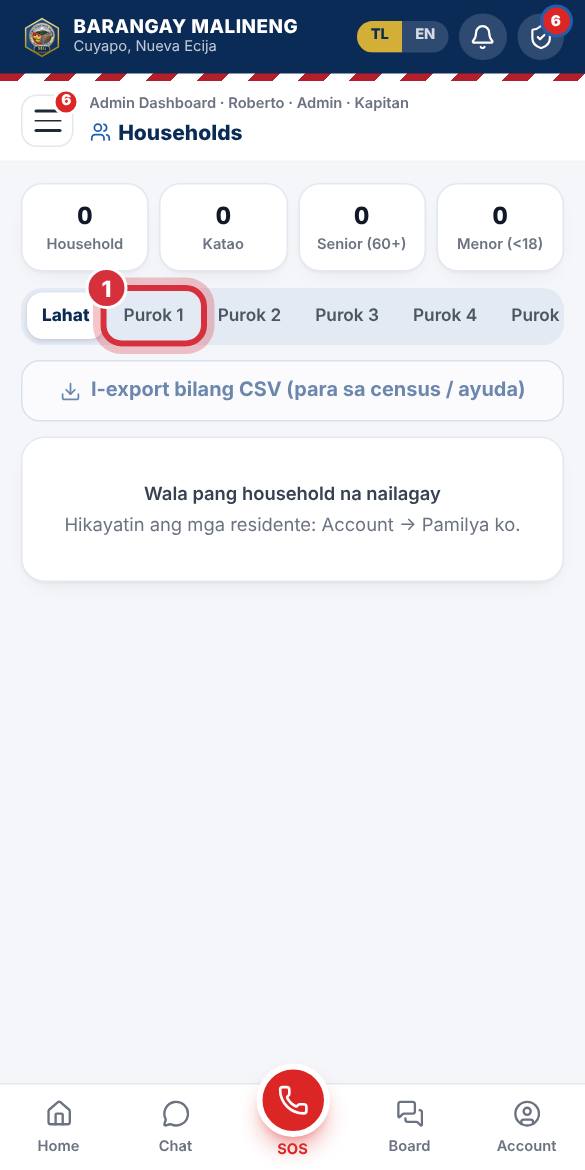 BARANGAY MALINENG
Cuyapo, Nueva Ecija
TL EN
6
6
Admin Dashboard · Roberto · Admin · Kapitan
Households
0 0 0 0
Household Katao Senior (60+) Menor (<18)
1
Lahat Purok 1 Purok 2 Purok 3 Purok 4 Purok
I-export bilang CSV (para sa census / ayuda)
Wala pang household na nailagay
Hikayatin ang mga residente: Account → Pamilya ko.
Home Chat SOS Board Account